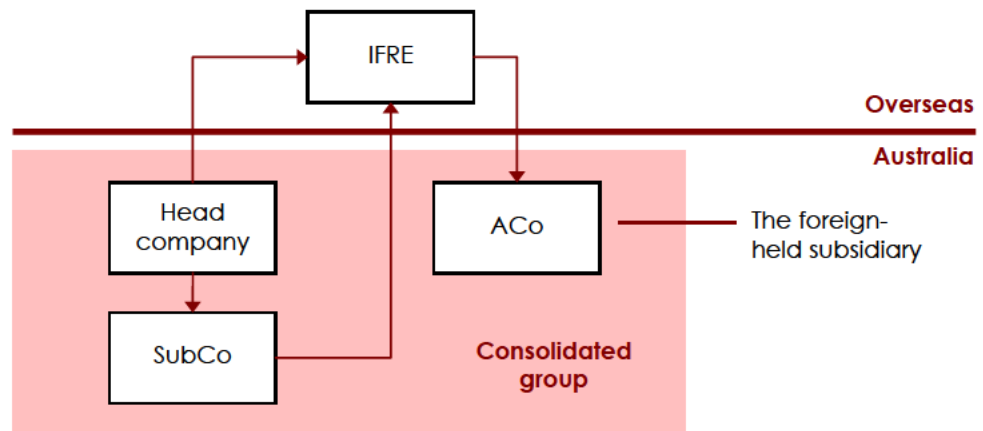 IFRE
Overseas
Australia
Head
company
ACo
The foreign-
held subsidiary
SubCo
Consolidated
group